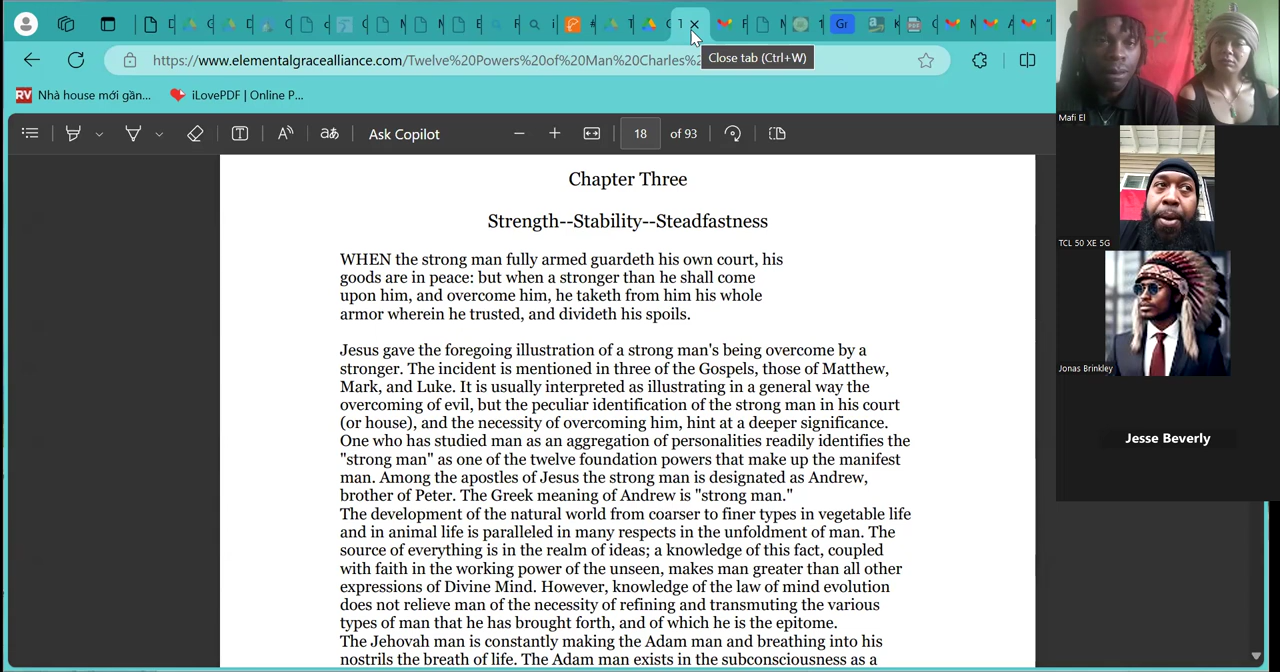 Close tab (Ctrl+W)
https://www.elementalgracealliance.com/Twelve%20Powers%20of%20Man%20Charles%
Nhà house mới gần...
iLovePDF | Online P...
Ask Copilot
18 of 93
Chapter Three
Strength--Stability--Steadfastness
WHEN the strong man fully armed guardeth his own court, his
goods are in peace: but when a stronger than he shall come
upon him, and overcome him, he taketh from him his whole
armor wherein he trusted, and divideth his spoils.
Jesus gave the foregoing illustration of a strong man's being overcome by a
stronger. The incident is mentioned in three of the Gospels, those of Matthew,
Mark, and Luke. It is usually interpreted as illustrating in a general way the
overcoming of evil, but the peculiar identification of the strong man in his court
(or house), and the necessity of overcoming him, hint at a deeper significance.
One who has studied man as an aggregation of personalities readily identifies the
"strong man" as one of the twelve foundation powers that make up the manifest
man. Among the apostles of Jesus the strong man is designated as Andrew,
brother of Peter. The Greek meaning of Andrew is "strong man."
The development of the natural world from coarser to finer types in vegetable life
and in animal life is paralleled in many respects in the unfoldment of man. The
source of everything is in the realm of ideas; a knowledge of this fact, coupled
with faith in the working power of the unseen, makes man greater than all other
expressions of Divine Mind. However, knowledge of the law of mind evolution
does not relieve man of the necessity of refining and transmuting the various
types of man that he has brought forth, and of which he is the epitome.
The Jehovah man is constantly making the Adam man and breathing into his
nostrils the breath of life. The Adam man exists in the subconsciousness as a
Mafi El
TCL 50 XE 5G
Jonas Brinkley
Jesse Beverly